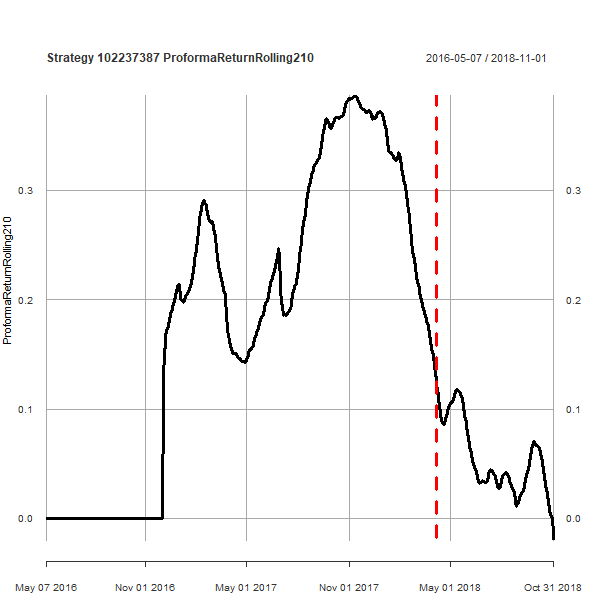 Strategy 102237387 ProformaReturnRolling210
2016-05-07 / 2018-11-01
ProformaReturnRolling210
0.3 0.3
0.2 0.2
0.1 0.1
0.0 0.0
May 07 2016 Nov 01 2016 May 01 2017 Nov 01 2017 May 01 2018 Oct 31 2018